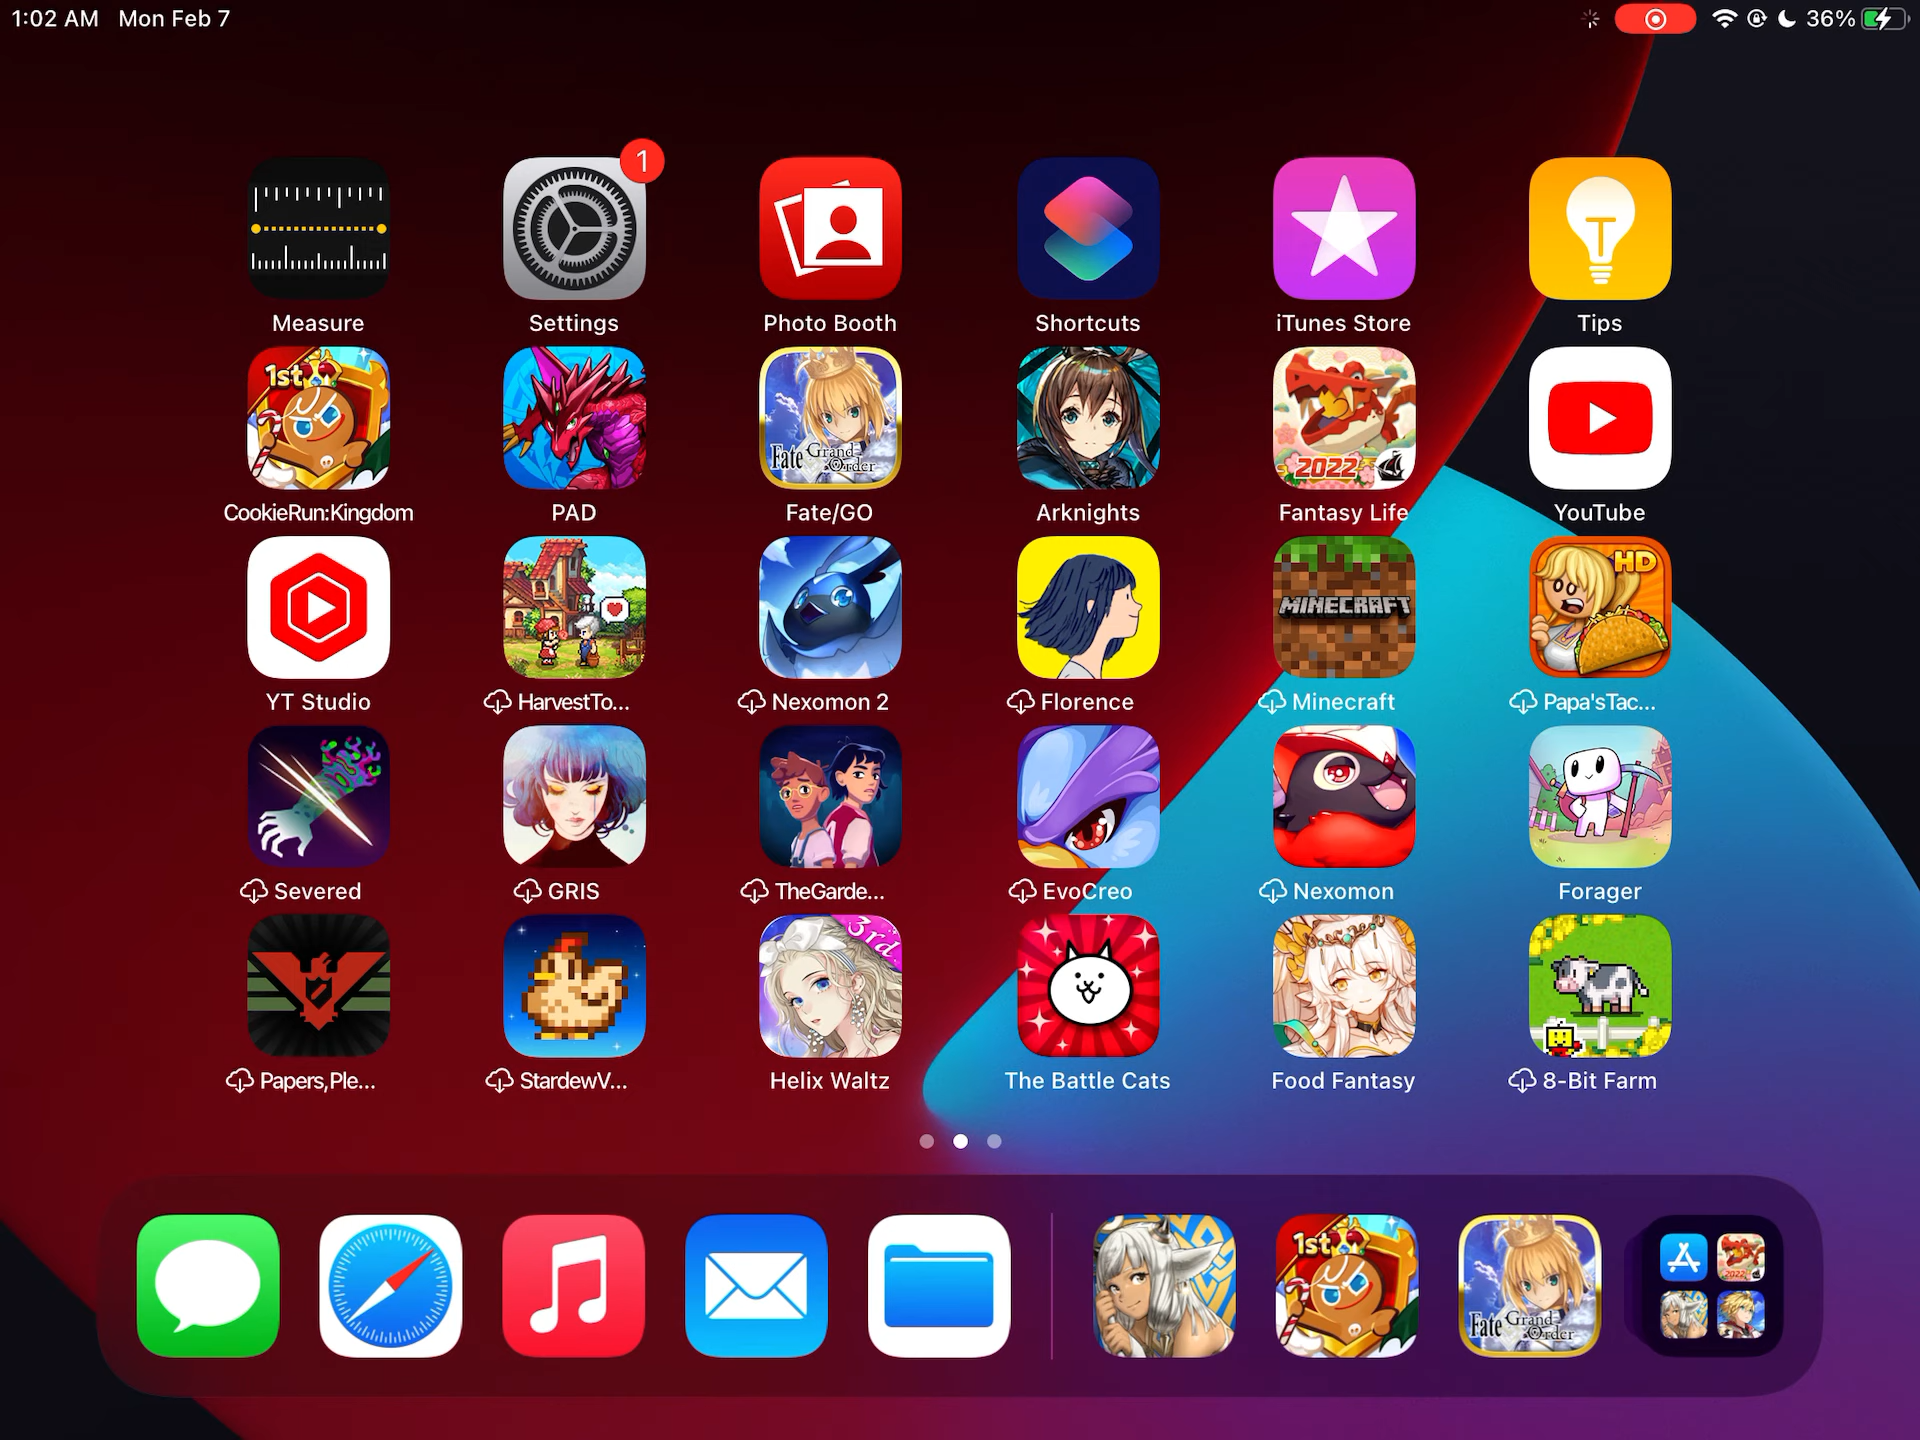 1:02 AM Mon Feb 7
36%
1
Measure
Settings
Photo Booth
Shortcuts
iTunes Store
Tips
1st
Fate Grand Order
2022
CookieRun:Kingdom
PAD
Fate/GO
Arknights
Fantasy Life
YouTube
MINECRAFT
HD
YT Studio
HarvestTo...
Nexomon 2
Florence
Minecraft
Papa'sTac...
Severed
GRIS
TheGarde...
EvoCreo
Nexomon
Forager
3rd
Papers,Ple...
StardewV...
Helix Waltz
The Battle Cats
Food Fantasy
8-Bit Farm
1st
Fate Grand Order
2022